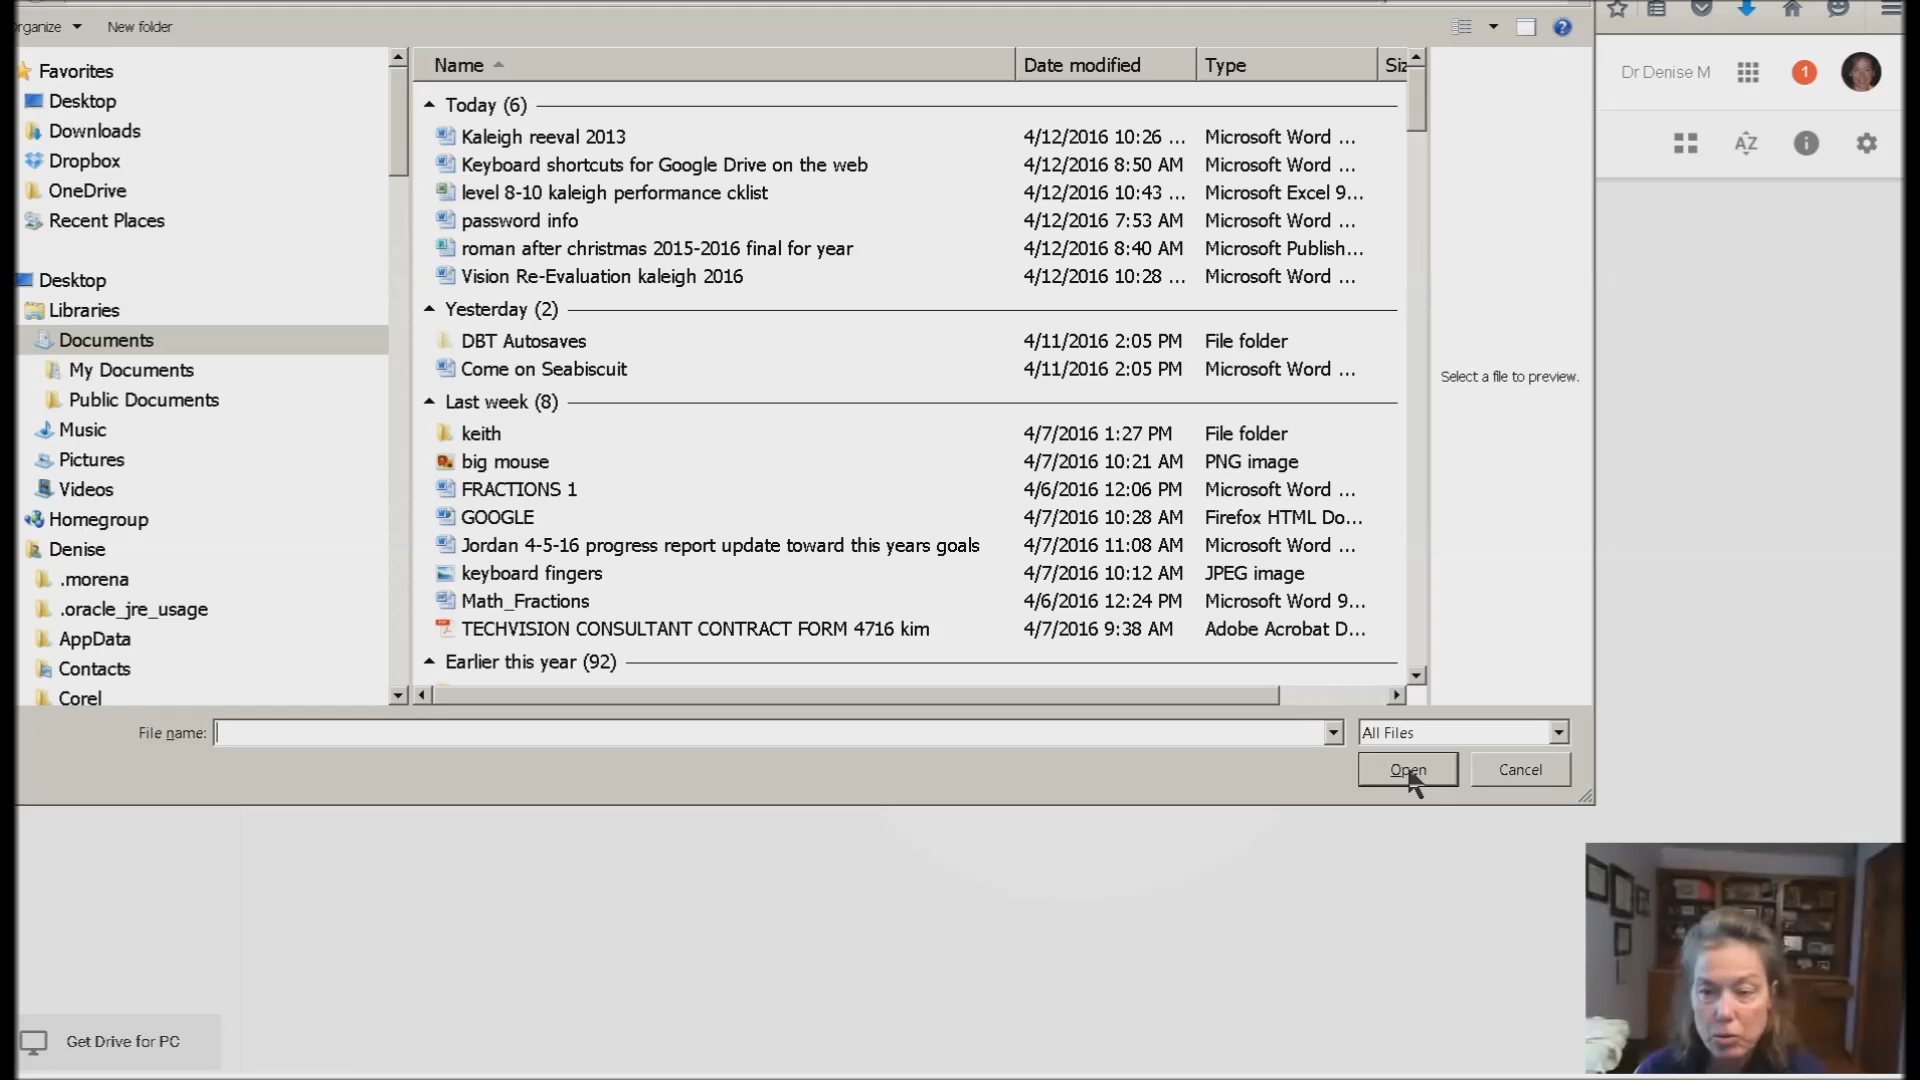 rganize New folder
Dr Denise M 1
Favorites
Desktop
Downloads
Dropbox
OneDrive
Recent Places
Desktop
Libraries
Documents
My Documents
Public Documents
Music
Pictures
Videos
Homegroup
Denise
.morena
.oracle_jre_usage
AppData
Contacts
Corel
Name Date modified Type Siz
Today (6)
Kaleigh reeval 2013 4/12/2016 10:26 ... Microsoft Word ...
Keyboard shortcuts for Google Drive on the web 4/12/2016 8:50 AM Microsoft Word ...
level 8-10 kaleigh performance cklist 4/12/2016 10:43 ... Microsoft Excel 9...
password info 4/12/2016 7:53 AM Microsoft Word ...
roman after christmas 2015-2016 final for year 4/12/2016 8:40 AM Microsoft Publish...
Vision Re-Evaluation kaleigh 2016 4/12/2016 10:28 ... Microsoft Word ...
Yesterday (2)
DBT Autosaves 4/11/2016 2:05 PM File folder
Come on Seabiscuit 4/11/2016 2:05 PM Microsoft Word ...
Last week (8)
keith 4/7/2016 1:27 PM File folder
big mouse 4/7/2016 10:21 AM PNG image
FRACTIONS 1 4/6/2016 12:06 PM Microsoft Word ...
GOOGLE 4/7/2016 10:28 AM Firefox HTML Do...
Jordan 4-5-16 progress report update toward this years goals 4/7/2016 11:08 AM Microsoft Word ...
keyboard fingers 4/7/2016 10:12 AM JPEG image
Math_Fractions 4/6/2016 12:24 PM Microsoft Word 9...
TECHVISION CONSULTANT CONTRACT FORM 4716 kim 4/7/2016 9:38 AM Adobe Acrobat D...
Earlier this year (92)
Select a file to preview.
AZ
File name: All Files
Open Cancel
Get Drive for PC